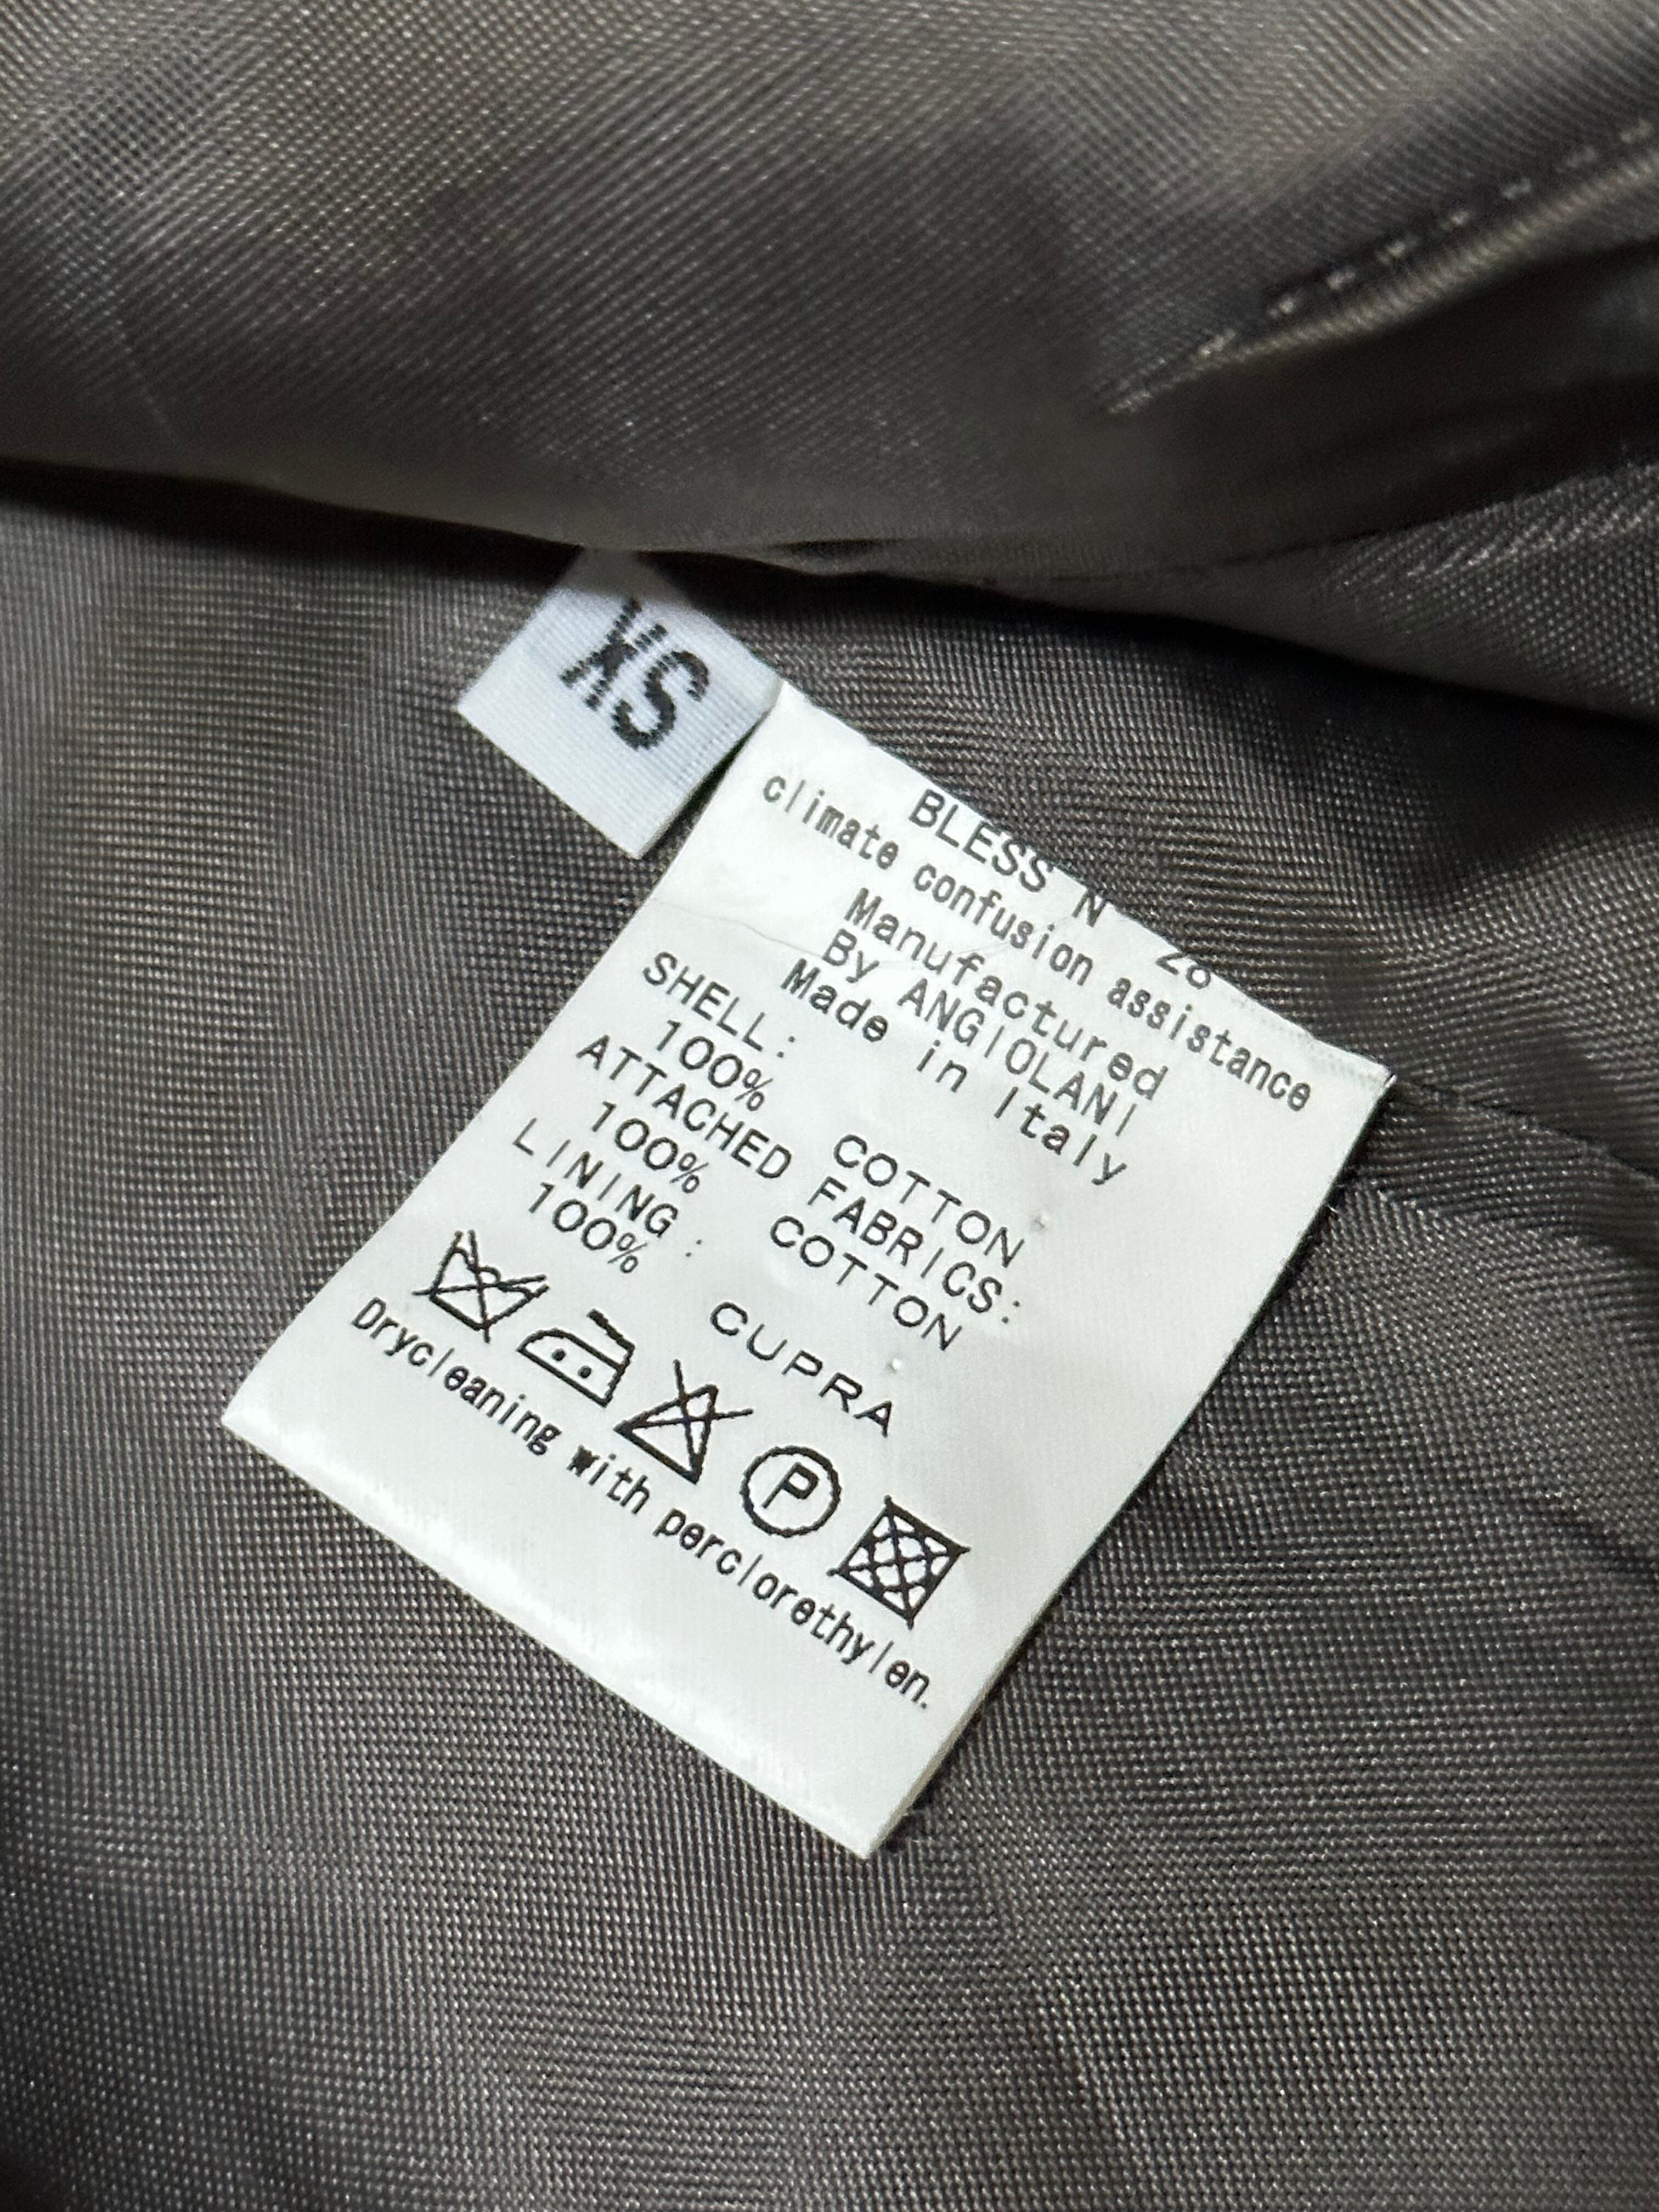 XS
BLESS N 28
climate confusion assistance
Manufactured
By ANGIOLANI
Made in Italy
SHELL:
100% COTTON
ATTACHED FABRICS:
100% COTTON
LINING:
100% CUPRA
P
Drycleaning with perclorethylen.